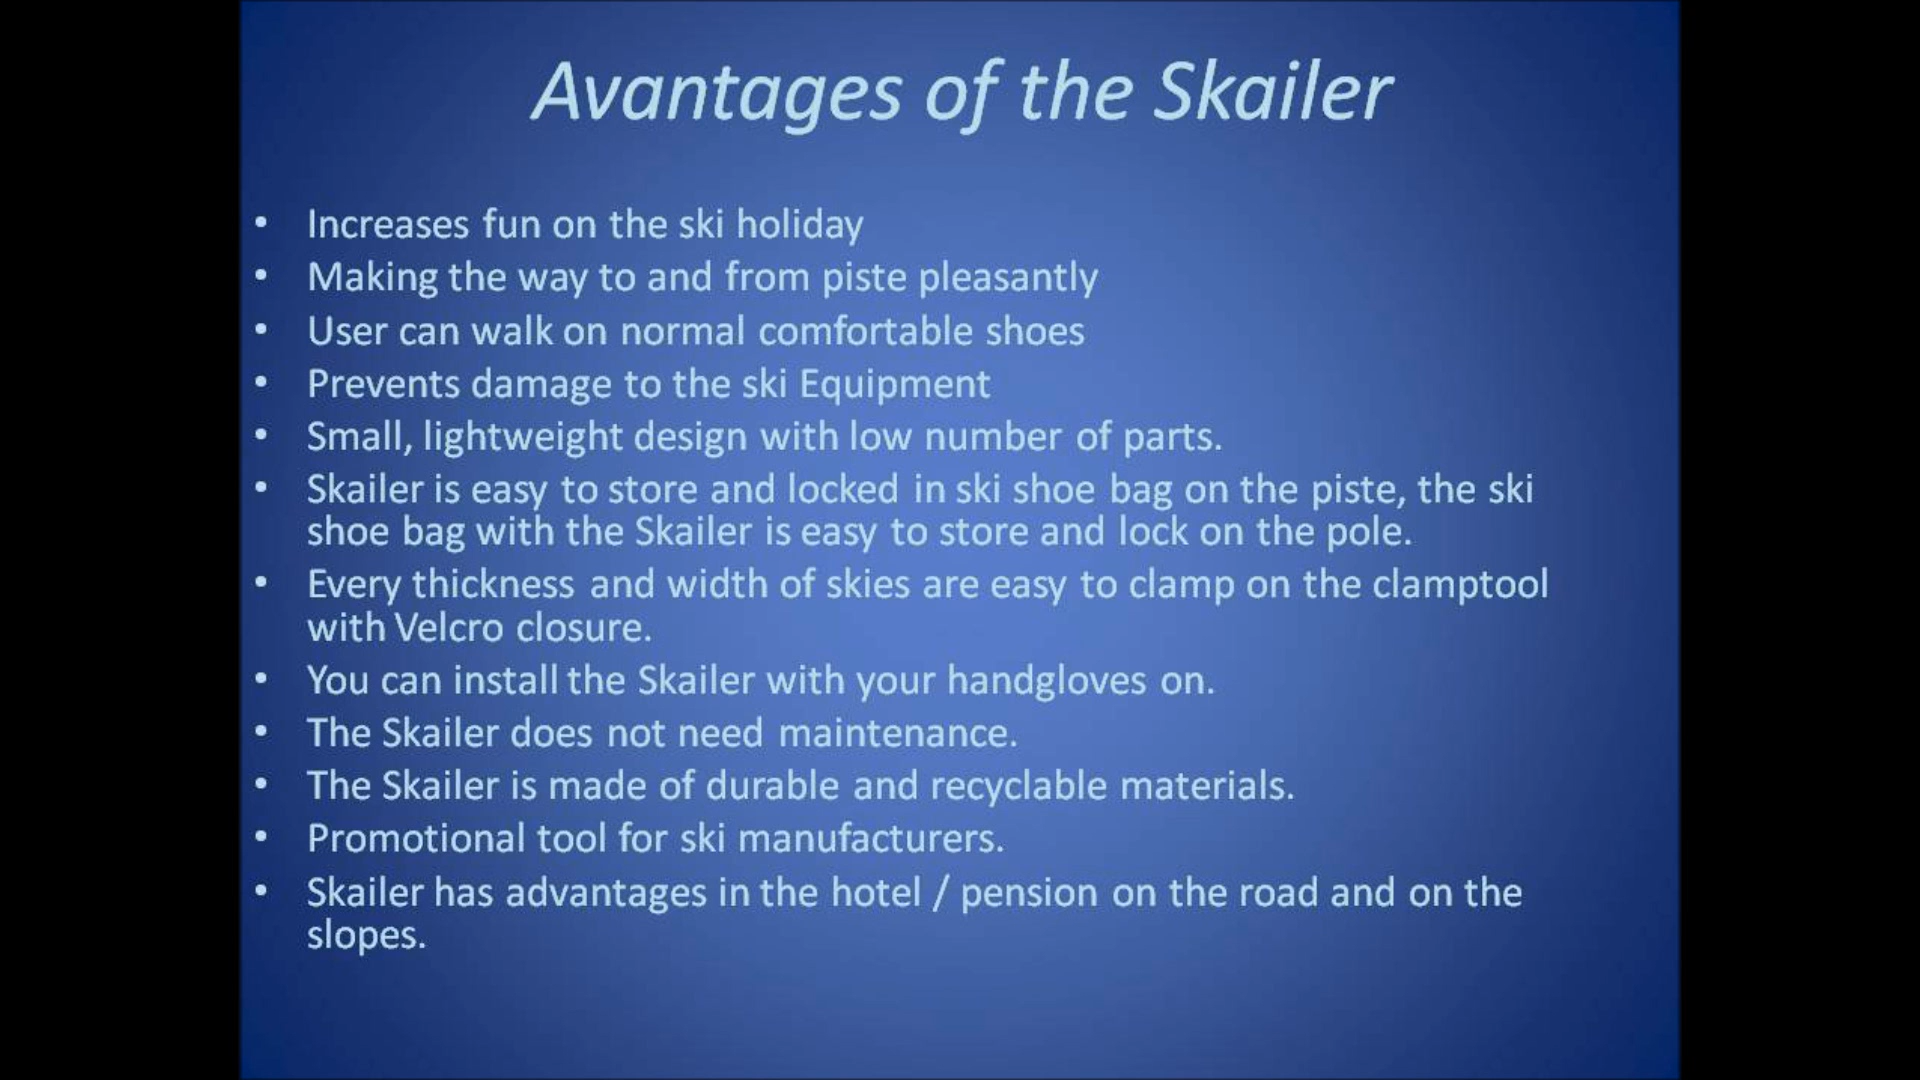 Avantages of the Skailer
• Increases fun on the ski holiday
• Making the way to and from piste pleasantly
• User can walk on normal comfortable shoes
• Prevents damage to the ski Equipment
• Small, lightweight design with low number of parts.
• Skailer is easy to store and locked in ski shoe bag on the piste, the ski
shoe bag with the Skailer is easy to store and lock on the pole.
• Every thickness and width of skies are easy to clamp on the clamptool
with Velcro closure.
• You can install the Skailer with your handgloves on.
• The Skailer does not need maintenance.
• The Skailer is made of durable and recyclable materials.
• Promotional tool for ski manufacturers.
• Skailer has advantages in the hotel / pension on the road and on the
slopes.